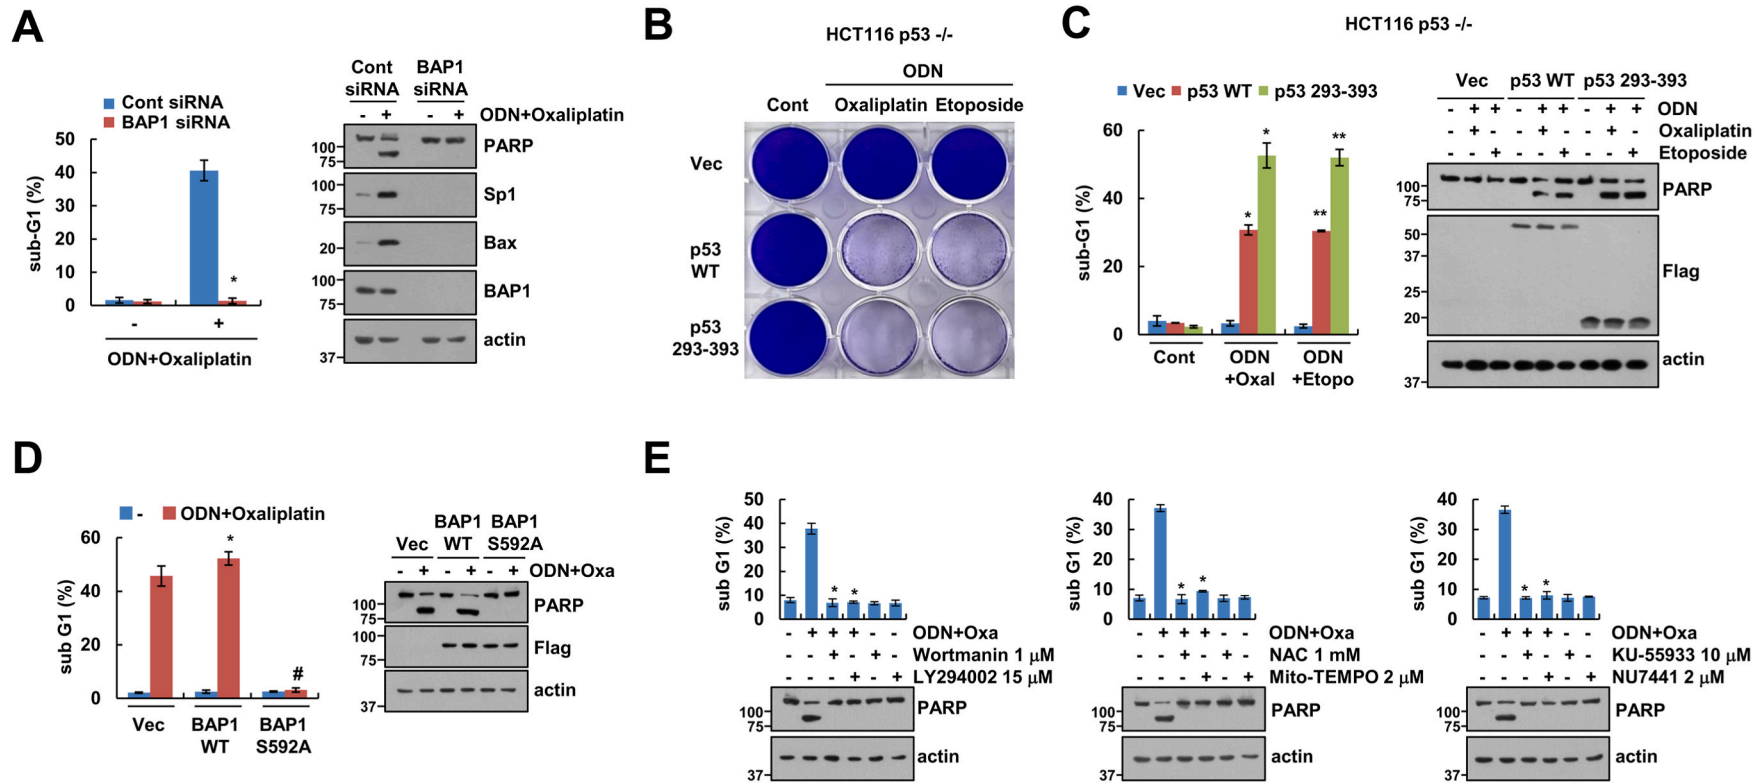 A
Cont siRNA
BAP1 siRNA
sub-G1 (%)
50
40
30
20
10
0
*
- +
ODN+Oxaliplatin
Cont siRNA
BAP1 siRNA
- + - + ODN+Oxaliplatin
100
75
PARP
100
75
Sp1
20
Bax
100
75
BAP1
37
actin
B
HCT116 p53 -/-
ODN
Cont Oxaliplatin Etoposide
Vec
p53
WT
p53
293-393
C
HCT116 p53 -/-
Vec p53 WT p53 293-393
sub-G1 (%)
60
40
20
0
* * ** **
Cont
ODN
+Oxal
ODN
+Etopo
Vec p53 WT p53 293-393
- + + - + + - + + ODN
- + - + - + Oxaliplatin
+ + + Etoposide
100
75
PARP
50
37
25
20
Flag
37
actin
D
- ODN+Oxaliplatin
sub G1 (%)
60
40
20
0
* #
Vec
BAP1
WT
BAP1
S592A
Vec
BAP1
WT
BAP1
S592A
- + - + - + ODN+Oxa
100
75
PARP
100
75
Flag
37
actin
E
sub G1 (%)
50
40
30
20
10
0
* *
- + + + - - ODN+Oxa
- - + - + - Wortmanin 1 μM
- - - + - + LY294002 15 μM
100
75
PARP
37
actin
sub G1 (%)
40
30
20
10
0
* *
- + + + - - ODN+Oxa
- - + - + - NAC 1 mM
- - - + - + Mito-TEMPO 2 μM
100
75
PARP
37
actin
sub G1 (%)
40
30
20
10
0
* *
- + + + - - ODN+Oxa
- - + - + - KU-55933 10 μM
- - - + - + NU7441 2 μM
100
75
PARP
37
actin